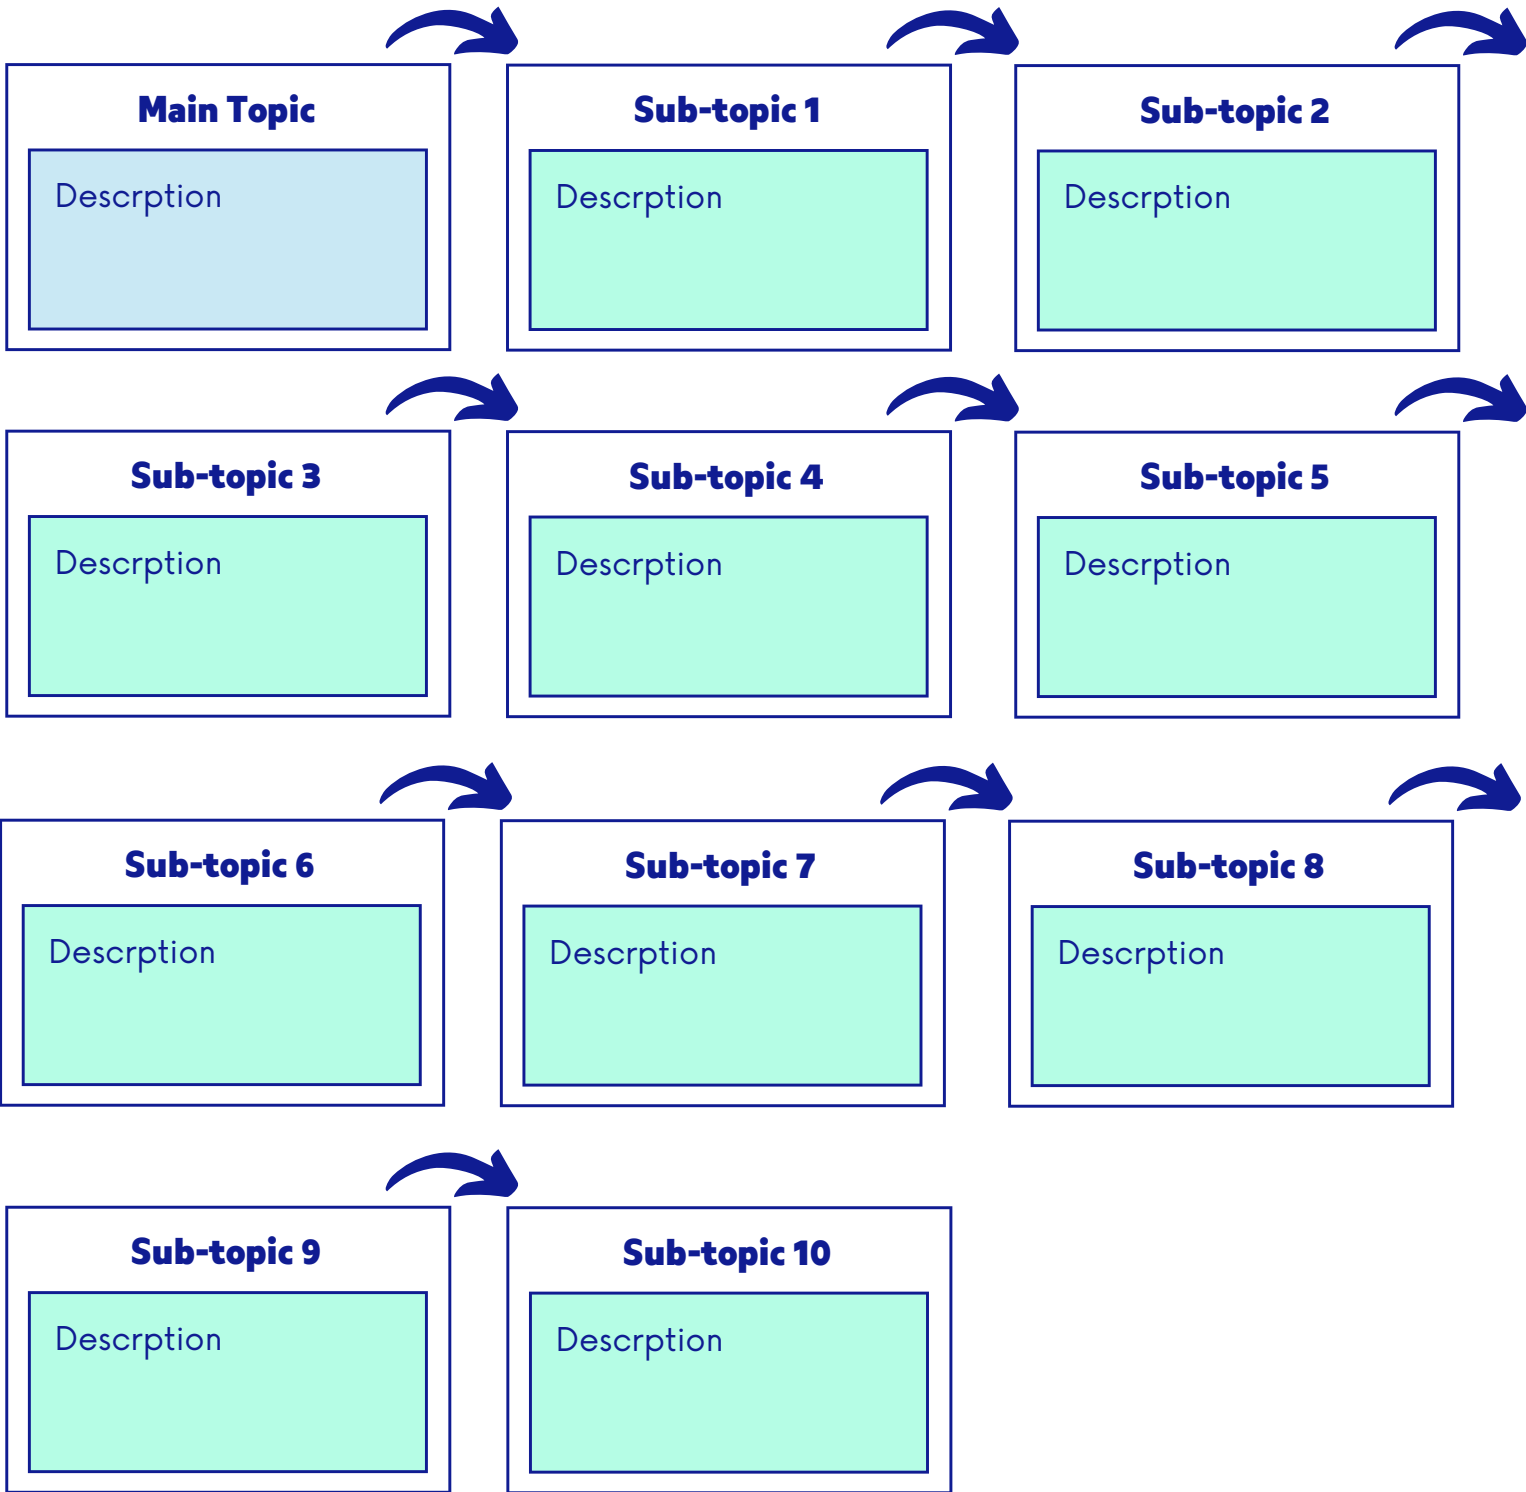 Main Topic
Descrption
Sub-topic 1
Descrption
Sub-topic 2
Descrption
Sub-topic 3
Descrption
Sub-topic 4
Descrption
Sub-topic 5
Descrption
Sub-topic 6
Descrption
Sub-topic 7
Descrption
Sub-topic 8
Descrption
Sub-topic 9
Descrption
Sub-topic 10
Descrption